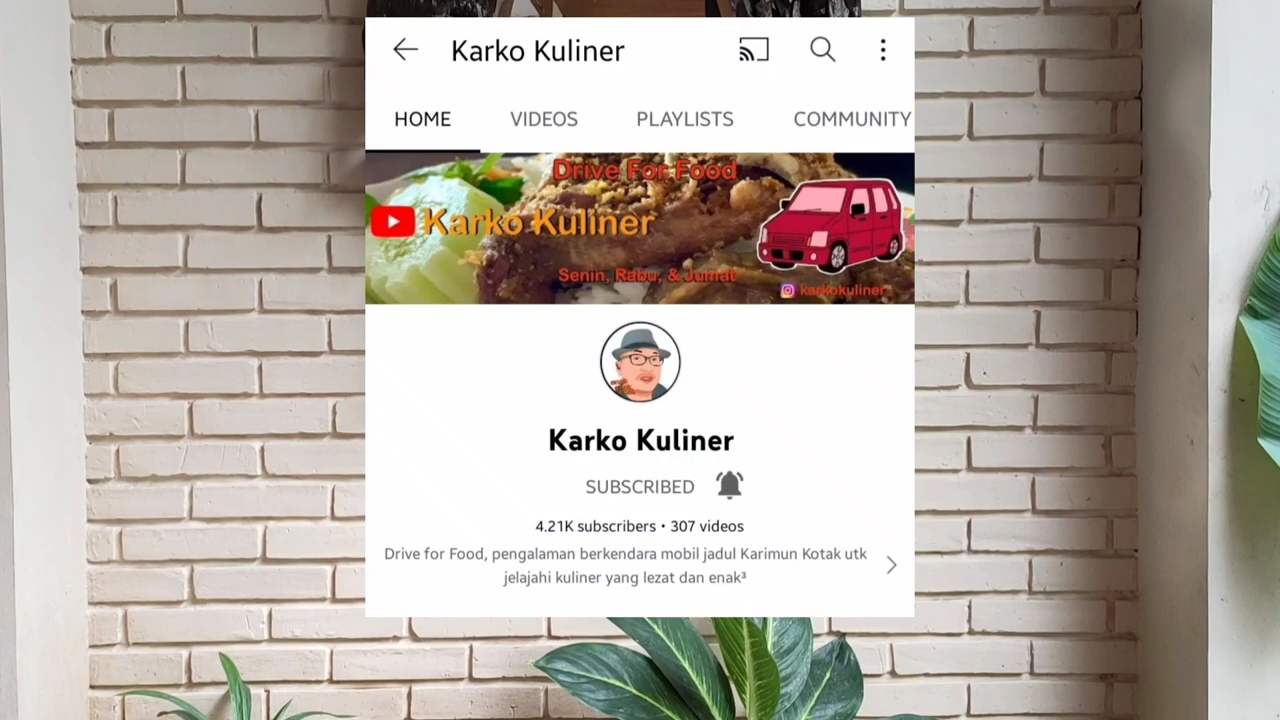 Karko Kuliner
HOME VIDEOS PLAYLISTS COMMUNITY
Drive For Food
Karko Kuliner
Senin, Rabu, & Jumat
karkokuliner
Karko Kuliner
SUBSCRIBED
4.21K subscribers • 307 videos
Drive for Food, pengalaman berkendara mobil jadul Karimun Kotak utk
jelajahi kuliner yang lezat dan enak³